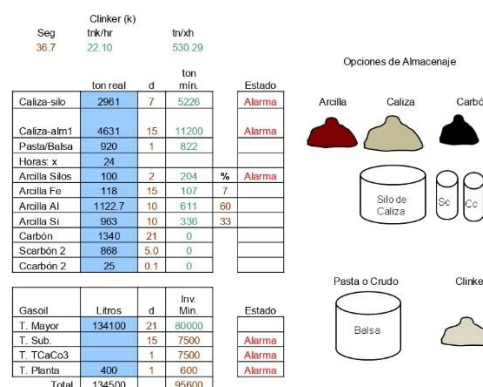 Clinker (k)
Seg tnk/hr tn/xh
36.7 22.10 530.29
ton real d ton mín. Estado
Caliza-silo 2961 7 5226 Alarma
Caliza-alm1 4631 15 11200 Alarma
Pasta/Balsa 920 1 822
Horas: x 24
Arcilla Silos 100 2 204 % Alarma
Arcilla Fe 118 15 107 7
Arcilla Al 1122.7 10 611 60
Arcilla Si 963 10 336 33
Carbón 1340 21 0
Scarbón 2 868 5.0 0
Ccarbón 2 25 0.1 0
Gasoil Litros d Inv. Min. Estado
T. Mayor 134100 21 80000
T. Sub. 15 7500 Alarma
T. TCaCo3 1 7500 Alarma
T. Planta 400 1 600 Alarma
Total 134500 95600
Opciones de Almacenaje
Arcilla Caliza Carbó
Silo de
Caliza
Sc Cc
Pasta o Crudo Clinke
Balsa